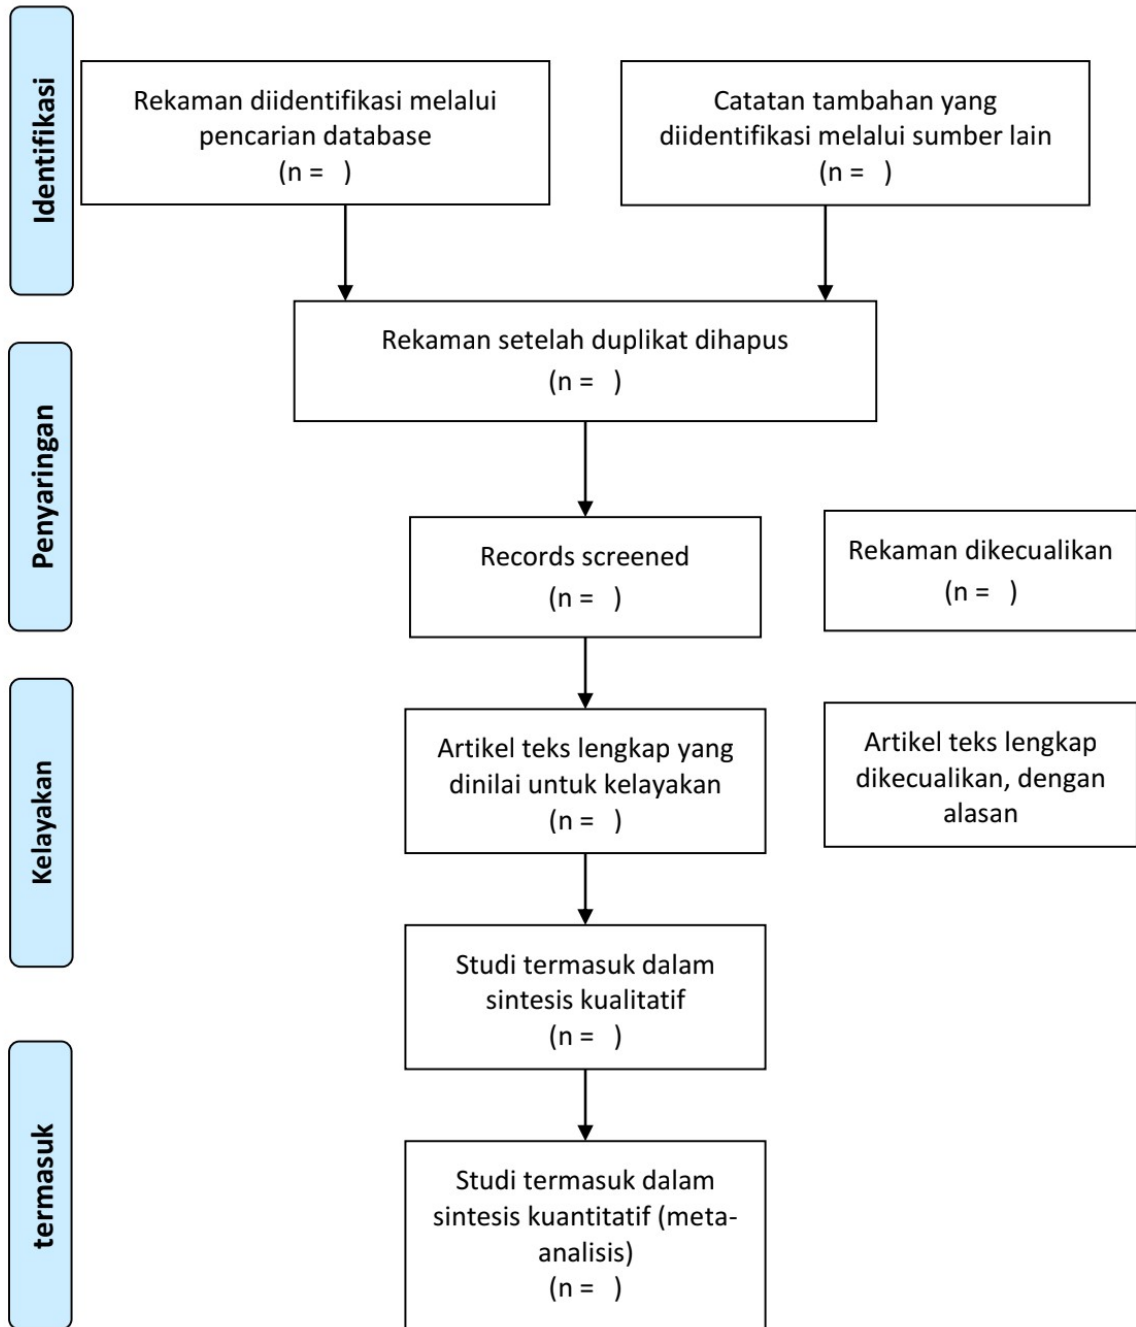 Identifikasi
Rekaman diidentifikasi melalui
pencarian database
(n =   )
Catatan tambahan yang
diidentifikasi melalui sumber lain
(n =   )
Rekaman setelah duplikat dihapus
(n =   )
Penyaringan
Records screened
(n =   )
Rekaman dikecualikan
(n =   )
Kelayakan
Artikel teks lengkap yang
dinilai untuk kelayakan
(n =   )
Artikel teks lengkap
dikecualikan, dengan
alasan
Studi termasuk dalam
sintesis kualitatif
(n =   )
termasuk
Studi termasuk dalam
sintesis kuantitatif (meta-
analisis)
(n =   )